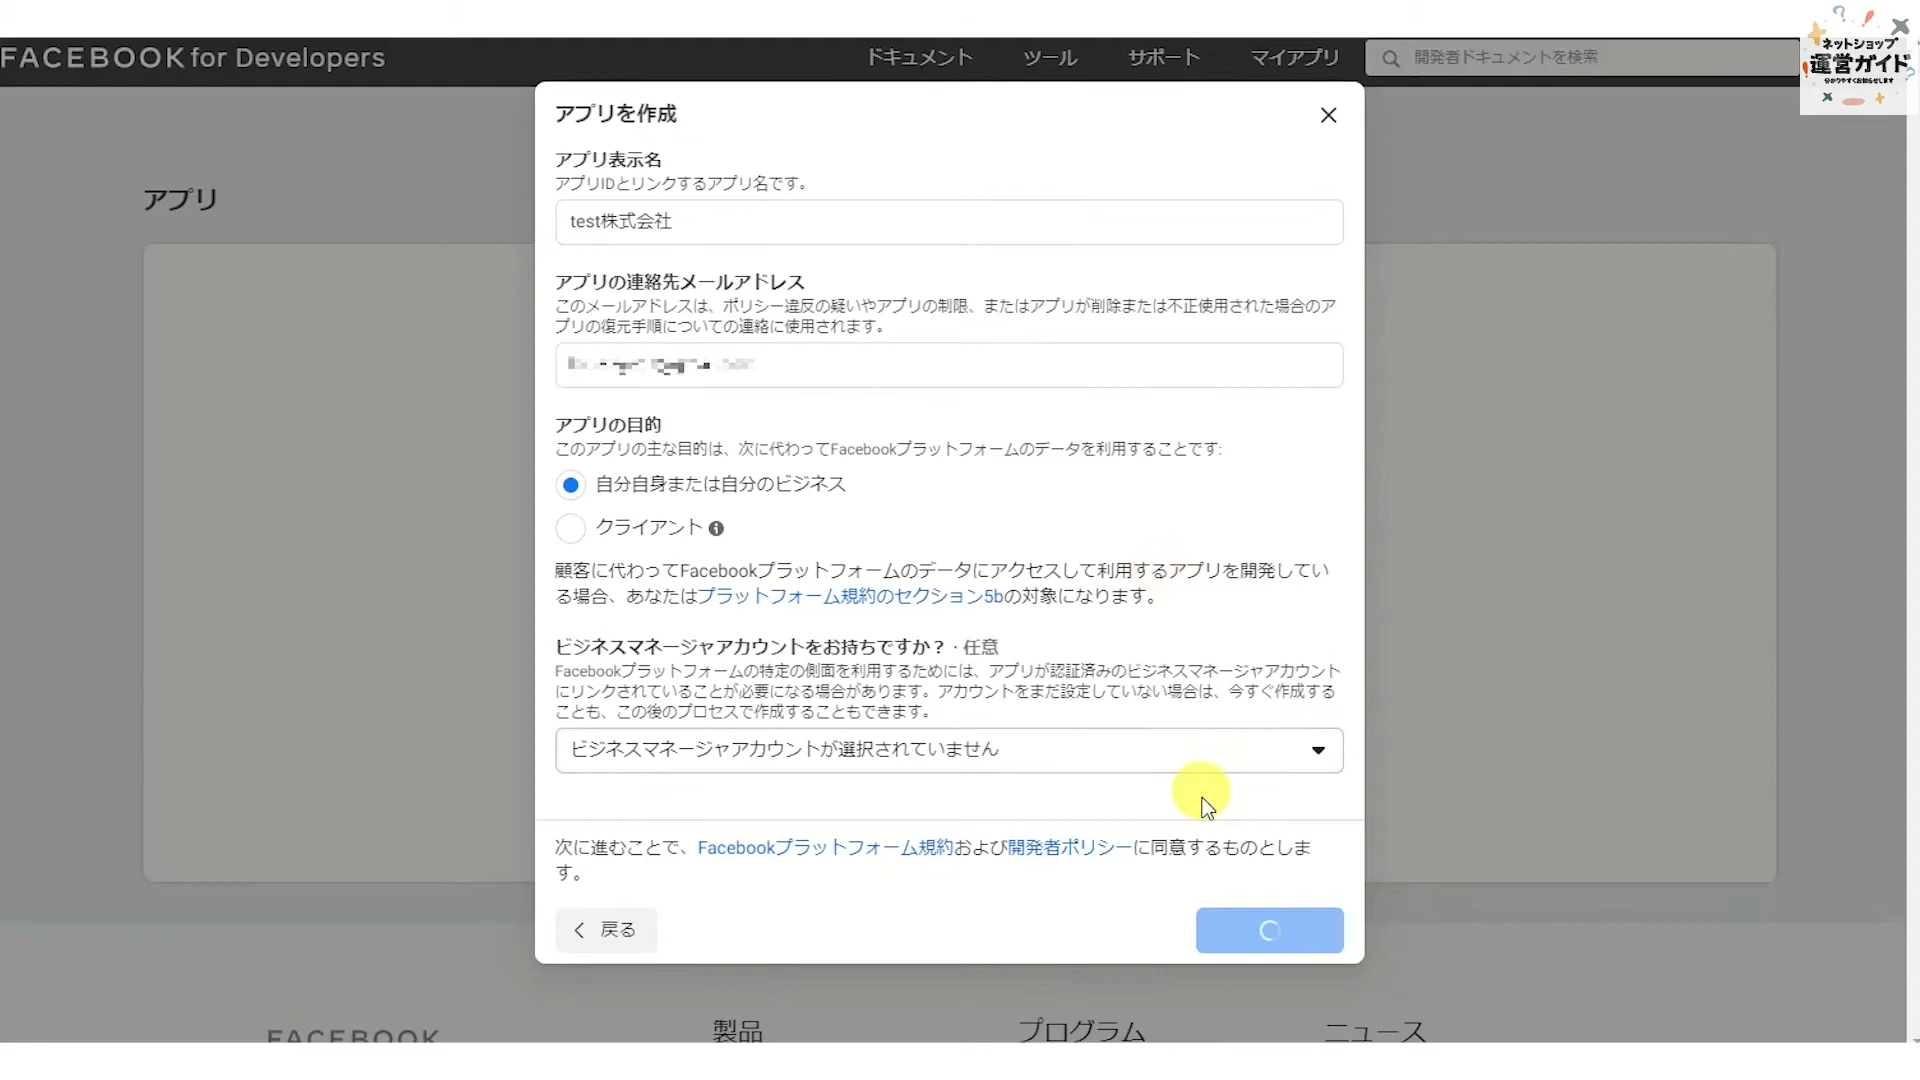 FACEBOOK for Developers
ドキュメント
ツール
サポート
マイアプリ
開発者ドキュメントを検索
ネットショップ
運営ガイド
分かりやすくお知らせします
アプリ
アプリを作成
アプリ表示名
アプリIDとリンクするアプリ名です。
test株式会社
アプリの連絡先メールアドレス
このメールアドレスは、ポリシー違反の疑いやアプリの制限、またはアプリが削除または不正使用された場合のア
プリの復元手順についての連絡に使用されます。
アプリの目的
このアプリの主な目的は、次に代わってFacebookプラットフォームのデータを利用することです:
自分自身または自分のビジネス
クライアント
顧客に代わってFacebookプラットフォームのデータにアクセスして利用するアプリを開発してい
る場合、あなたはプラットフォーム規約のセクション5bの対象になります。
ビジネスマネージャアカウントをお持ちですか？ · 任意
Facebookプラットフォームの特定の側面を利用するためには、アプリが認証済みのビジネスマネージャアカウント
にリンクされていることが必要になる場合があります。アカウントをまだ設定していない場合は、今すぐ作成する
ことも、この後のプロセスで作成することもできます。
ビジネスマネージャアカウントが選択されていません
次に進むことで、Facebookプラットフォーム規約および開発者ポリシーに同意するものとしま
す。
戻る
FACEBOOK
製品
プログラム
ニュース